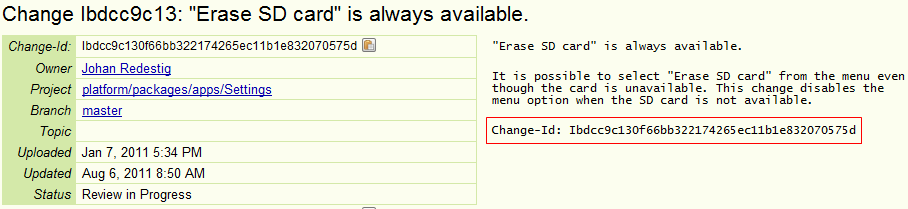 Change Ibdcc9c13: "Erase SD card" is always available.
Change-Id: Ibdcc9c130f66bb322174265ec11b1e832070575d
Owner Johan Redestig
Project platform/packages/apps/Settings
Branch master
Topic
Uploaded Jan 7, 2011 5:34 PM
Updated Aug 6, 2011 8:50 AM
Status Review in Progress
"Erase SD card" is always available.
It is possible to select "Erase SD card" from the menu even
though the card is unavailable. This change disables the
menu option when the SD card is not available.
Change-Id: Ibdcc9c130f66bb322174265ec11b1e832070575d